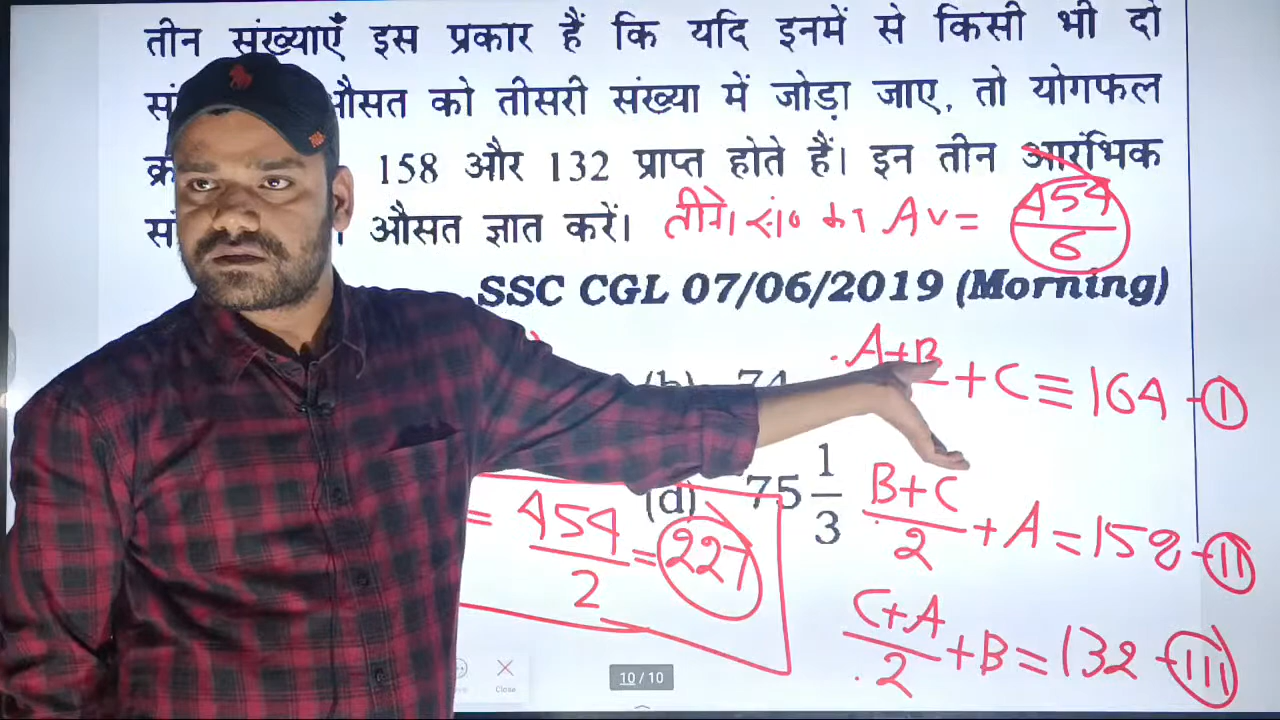 तीन संख्याएँ इस प्रकार हैं कि यदि इनमें से किसी भी दो
औसत को तीसरी संख्या में जोड़ा जाए, तो योगफल
158 और 132 प्राप्त होते हैं। इन तीन आरंभिक
औसत ज्ञात करें। तीनो सं० का Av = 454/6
SSC CGL 07/06/2019 (Morning)
(b) 74
A+B + C = 164 - I
(d) 75 1/3
B+C/2 + A = 158 - II
= 454/2 = 227
C+A/2 + B = 132 - III
Close
10 / 10